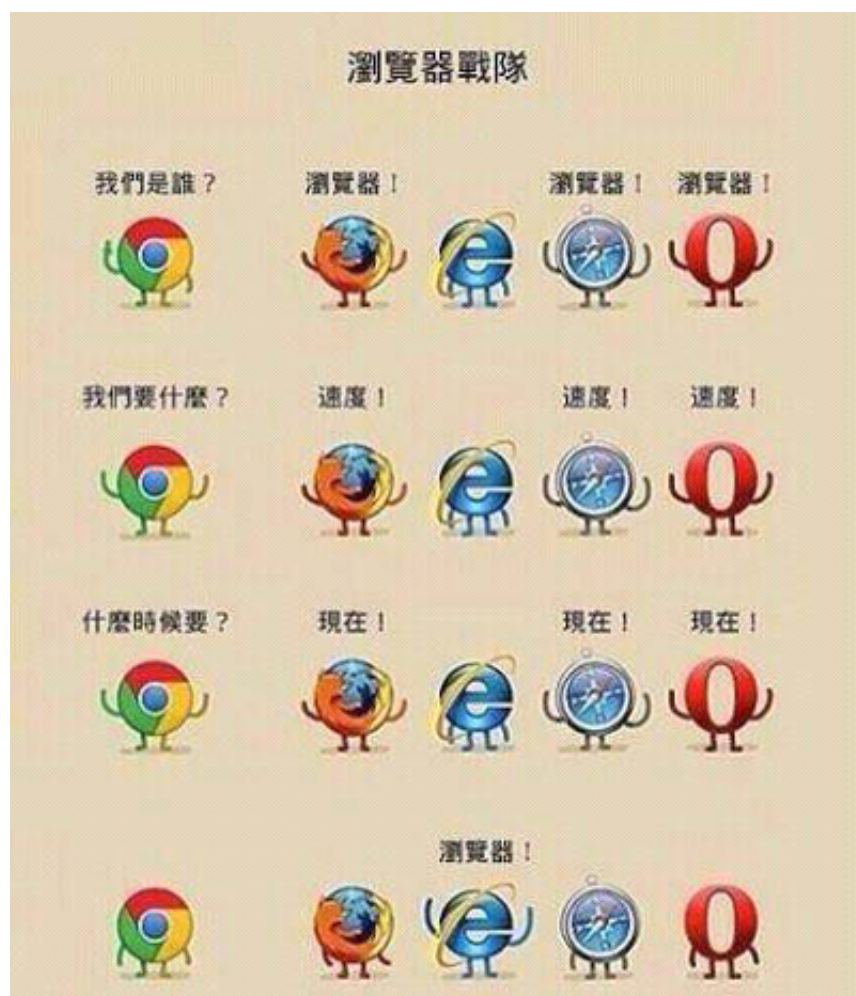 瀏覽器戰隊
我們是誰？ 瀏覽器！ 瀏覽器！ 瀏覽器！
我們要什麼？ 速度！ 速度！ 速度！
什麼時候要？ 現在！ 現在！ 現在！
瀏覽器！